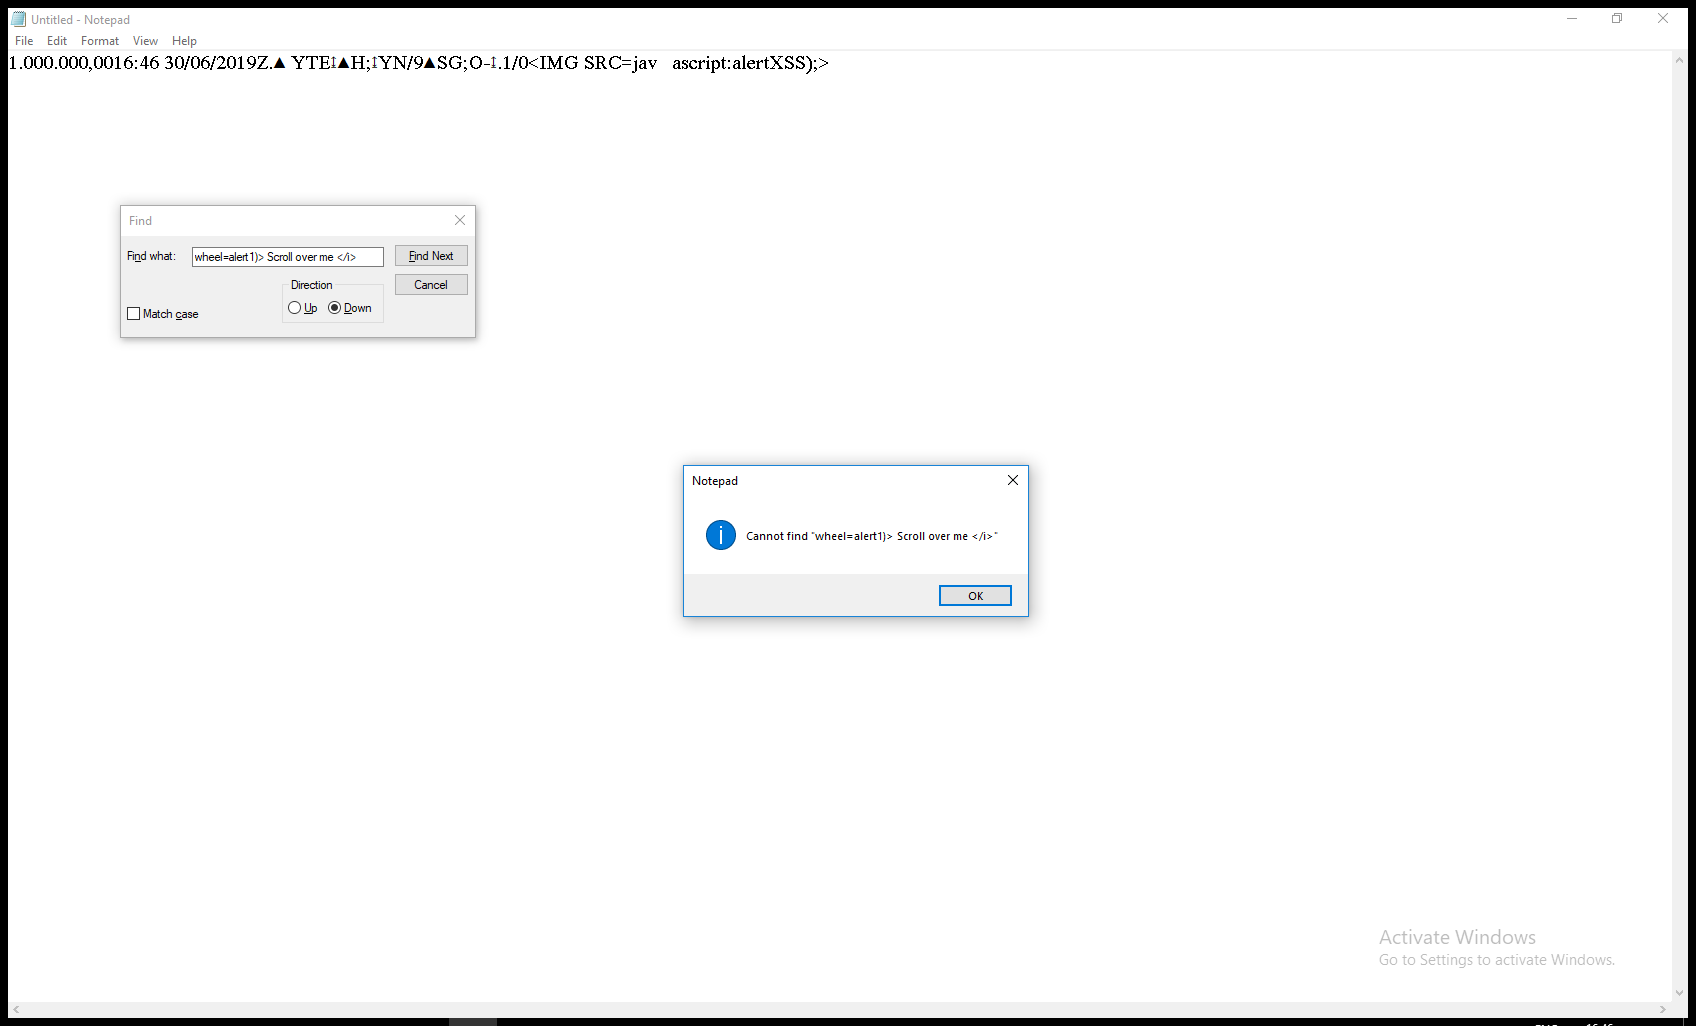 Untitled - Notepad
File Edit Format View Help
1.000.000,0016:46 30/06/2019Z.▲ YTE↨▲H;↨YN/9▲SG;O-↨.1/0<IMG SRC=jav   ascript:alertXSS);>
Find
Find what: wheel=alert1)> Scroll over me </i> Find Next
Direction Cancel
Up Down
Match case
Notepad
Cannot find "wheel=alert1)> Scroll over me </i>"
OK
Activate Windows
Go to Settings to activate Windows.